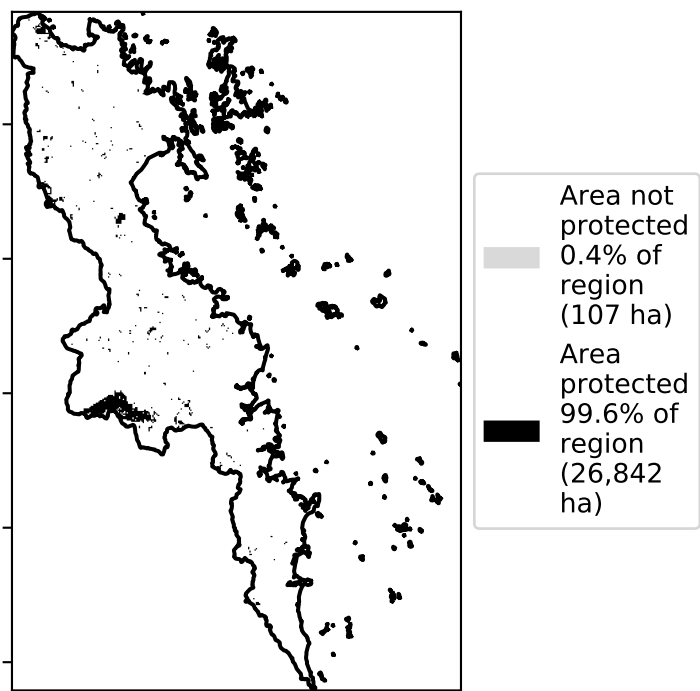 Area not
protected
0.4% of
region
(107 ha)
Area
protected
99.6% of
region
(26,842
ha)